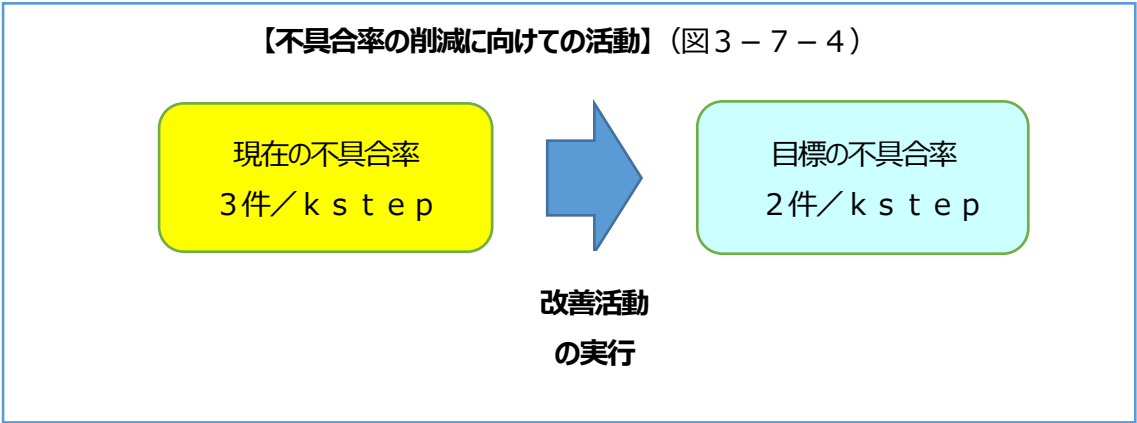 【不具合率の削減に向けての活動】（図３－７－４）
現在の不具合率
３件／ｋｓｔｅｐ
目標の不具合率
２件／ｋｓｔｅｐ
改善活動
の実行